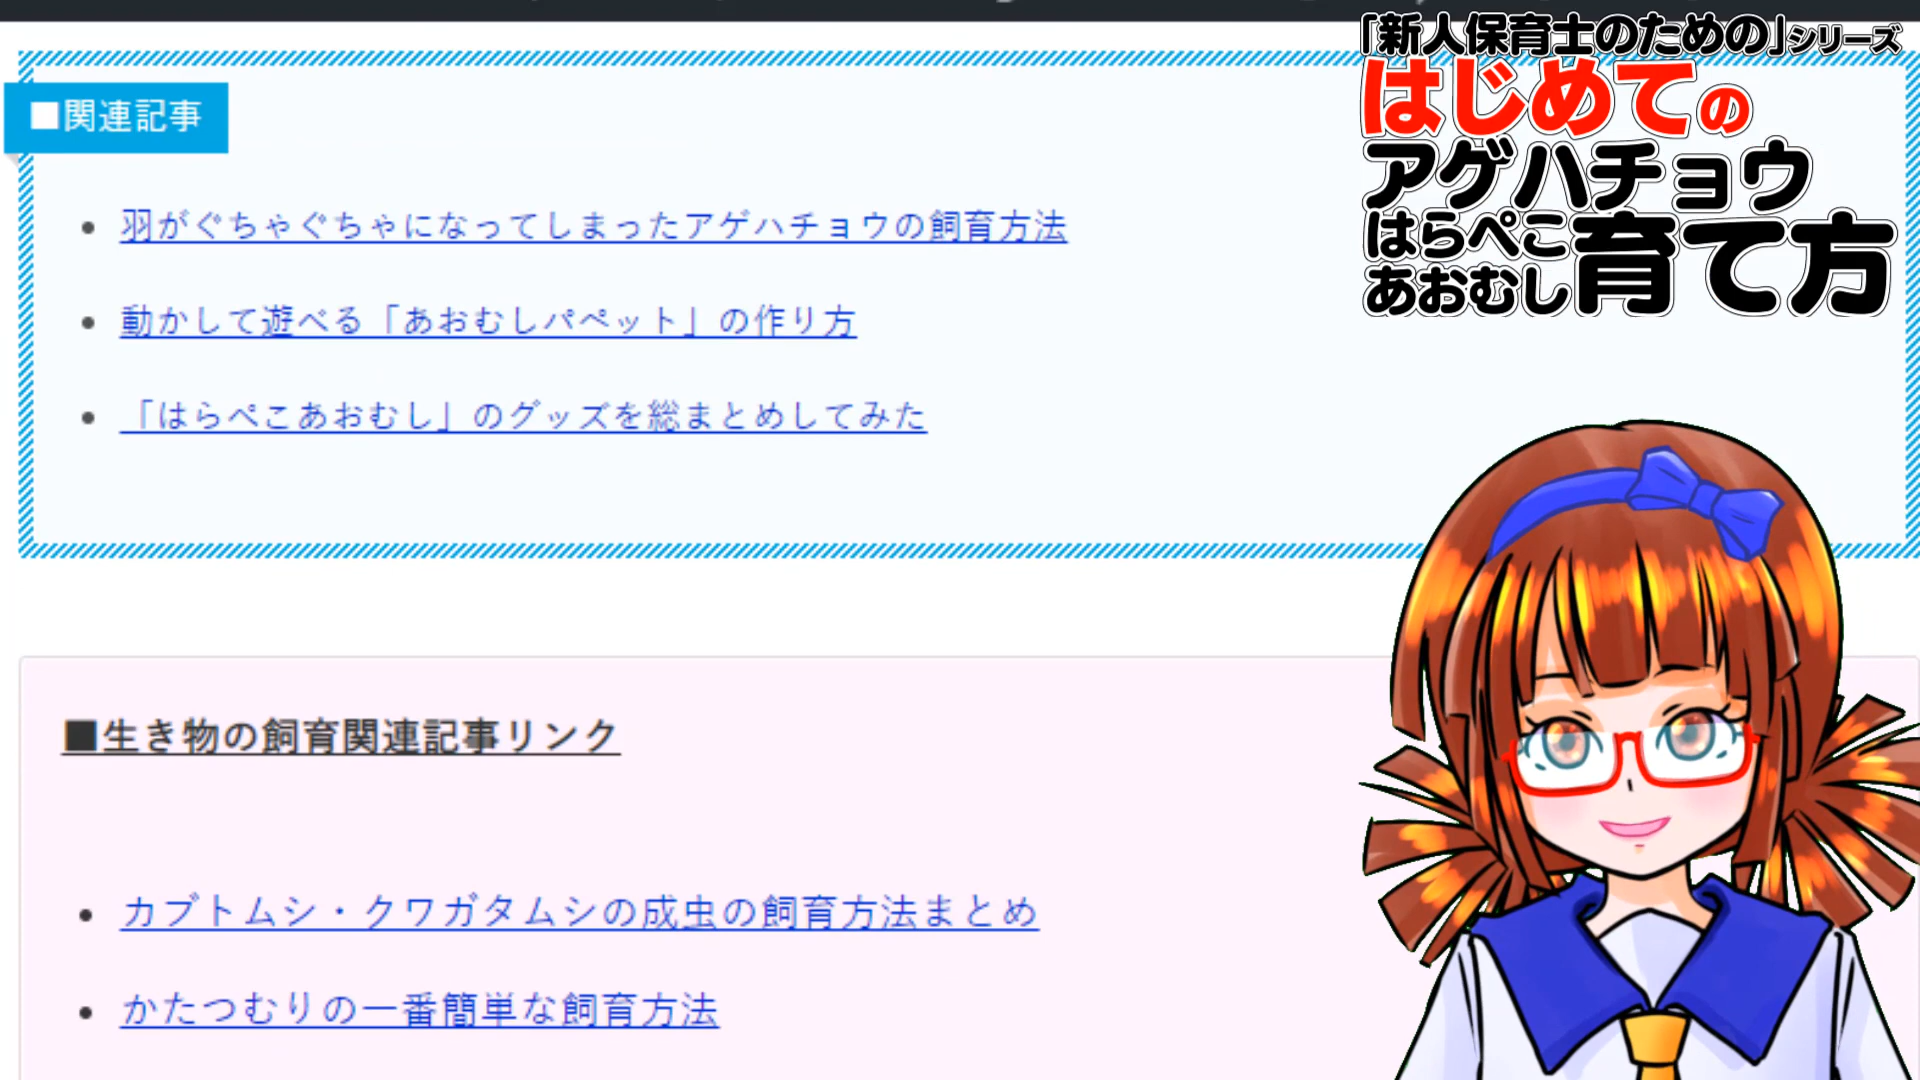 「新人保育士のための」シリーズ
はじめての
アゲハチョウ
はらぺこ
あおむし育て方
■関連記事
羽がぐちゃぐちゃになってしまったアゲハチョウの飼育方法
動かして遊べる「あおむしパペット」の作り方
「はらぺこあおむし」のグッズを総まとめしてみた
■生き物の飼育関連記事リンク
カブトムシ・クワガタムシの成虫の飼育方法まとめ
かたつむりの一番簡単な飼育方法